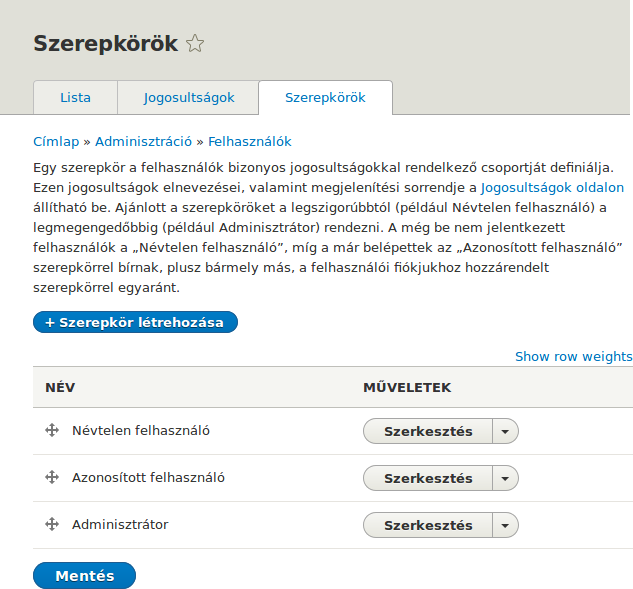 Szerepkörök
Lista Jogosultságok Szerepkörök
Címlap » Adminisztráció » Felhasználók
Egy szerepkör a felhasználók bizonyos jogosultságokkal rendelkező csoportját definiálja.
Ezen jogosultságok elnevezései, valamint megjelenítési sorrendje a Jogosultságok oldalon
állítható be. Ajánlott a szerepköröket a legszigorúbbtól (például Névtelen felhasználó) a
legmegengedőbbig (például Adminisztrátor) rendezni. A még be nem jelentkezett
felhasználók a „Névtelen felhasználó”, míg a már belépettek az „Azonosított felhasználó”
szerepkörrel bírnak, plusz bármely más, a felhasználói fiókjukhoz hozzárendelt
szerepkörrel egyaránt.
+ Szerepkör létrehozása
Show row weights
NÉV MŰVELETEK
Névtelen felhasználó Szerkesztés
Azonosított felhasználó Szerkesztés
Adminisztrátor Szerkesztés
Mentés